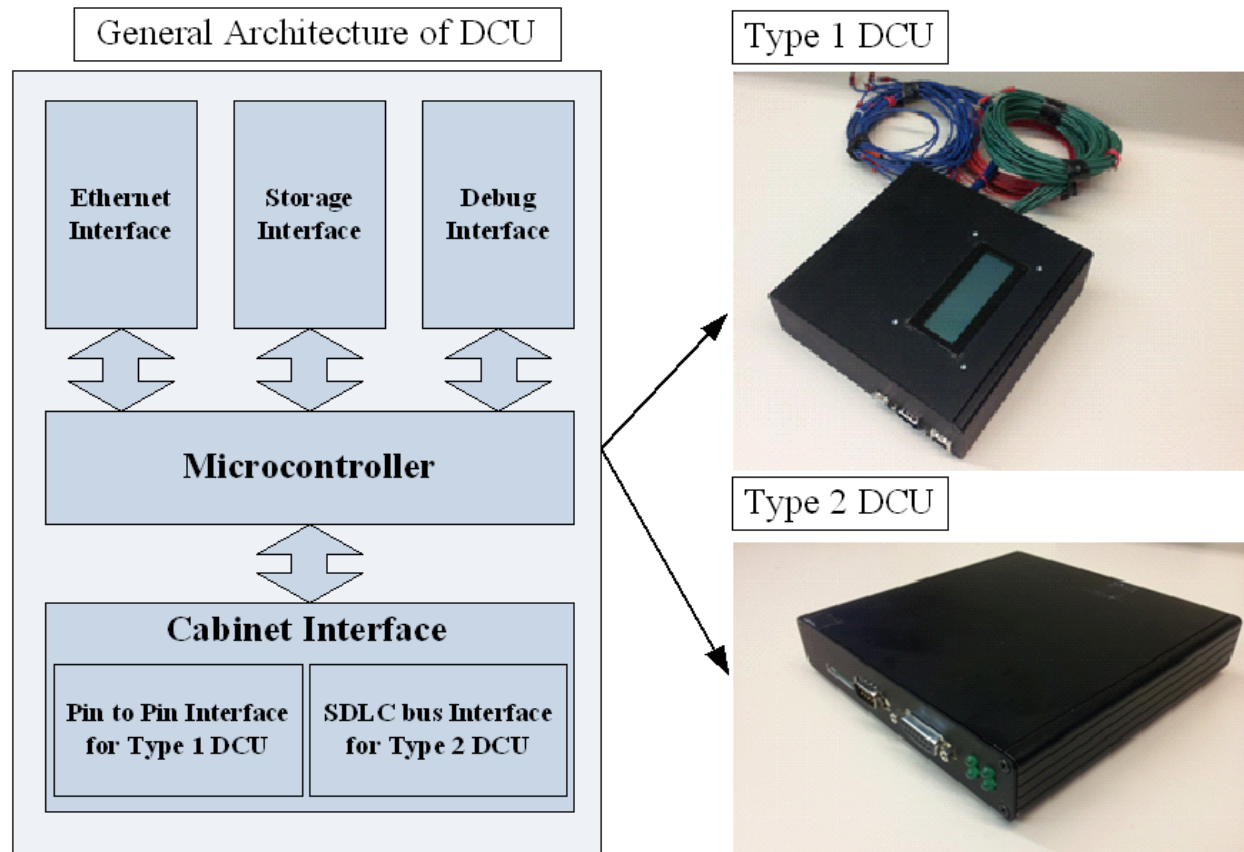 General Architecture of DCU
Ethernet
Interface
Storage
Interface
Debug
Interface
Microcontroller
Cabinet Interface
Pin to Pin Interface
for Type 1 DCU
SDLC bus Interface
for Type 2 DCU
Type 1 DCU
Type 2 DCU